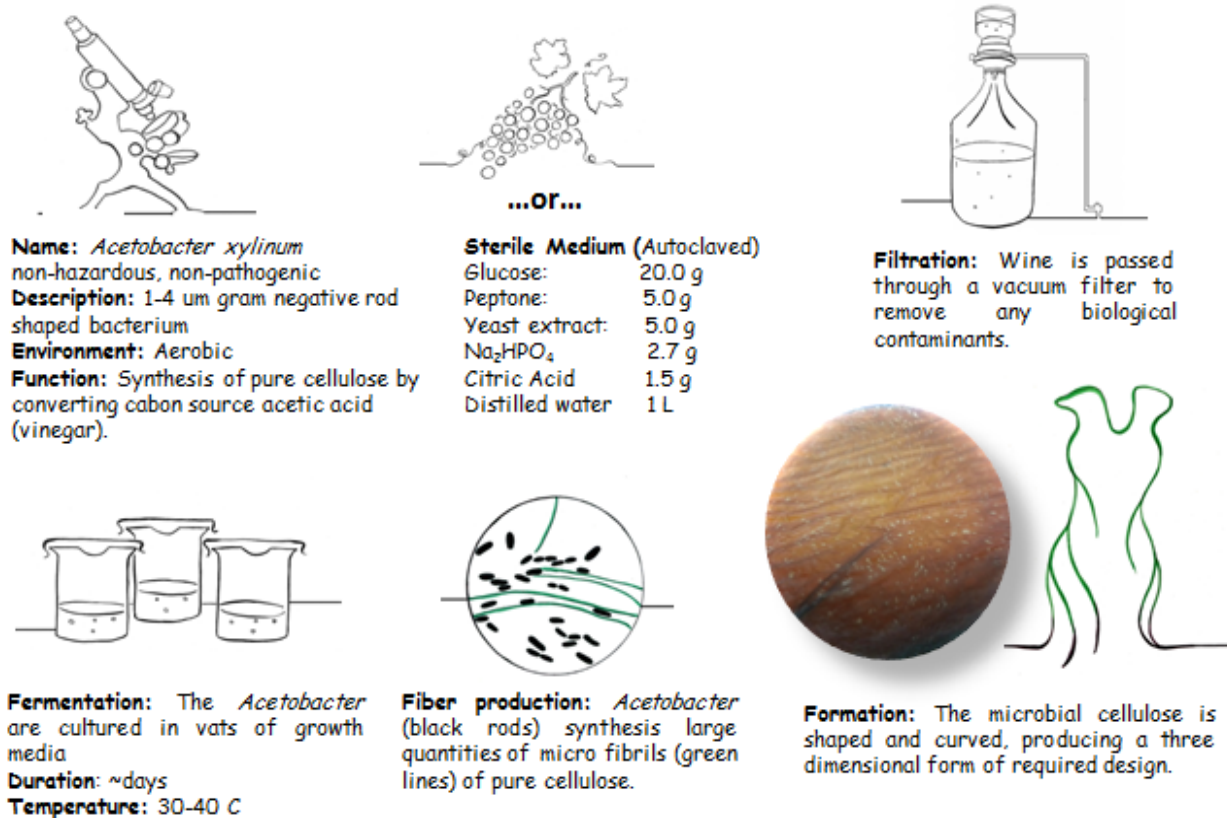 Name: Acetobacter xylinum
non-hazardous, non-pathogenic
Description: 1-4 um gram negative rod
shaped bacterium
Environment: Aerobic
Function: Synthesis of pure cellulose by
converting cabon source acetic acid
(vinegar).
...or...
Sterile Medium (Autoclaved)
Glucose: 20.0 g
Peptone: 5.0 g
Yeast extract: 5.0 g
Na₂HPO₄ 2.7 g
Citric Acid 1.5 g
Distilled water 1 L
Filtration: Wine is passed
through a vacuum filter to
remove any biological
contaminants.
Fermentation: The Acetobacter
are cultured in vats of growth
media
Duration: ~days
Temperature: 30-40 C
Fiber production: Acetobacter
(black rods) synthesis large
quantities of micro fibrils (green
lines) of pure cellulose.
Formation: The microbial cellulose is
shaped and curved, producing a three
dimensional form of required design.